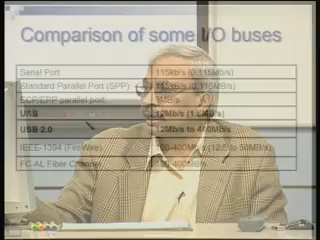 Comparison of some I/O buses
Serial Port 115kb/s (0.115Mb/s)
Standard Parallel Port (SPP) 115kB/s (0.115MB/s)
ECP/EPP parallel port 3MB/s
USB 12Mb/s (1.5MB/s)
USB 2.0 12Mb/s to 480Mb/s
IEEE-1394 (FireWire) 100-400Mb/s (12.5 to 50MB/s)
FC-AL Fiber Channel 100-400MB/s